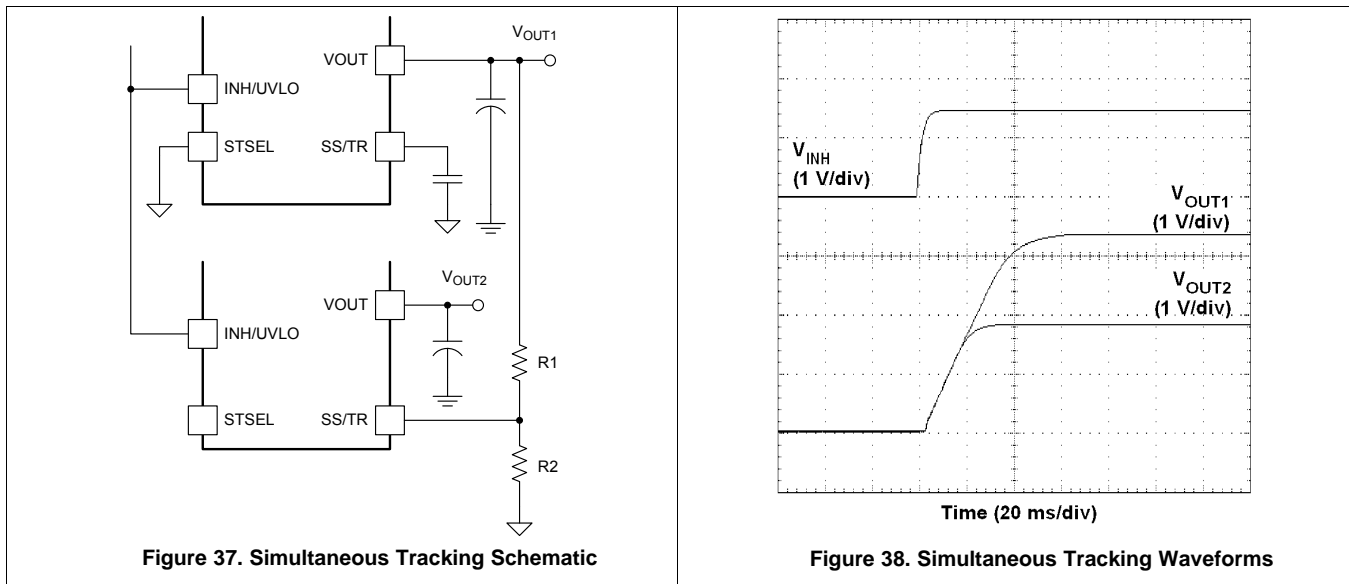 VOUT1
VOUT
INH/UVLO
STSEL
SS/TR
VOUT2
VOUT
INH/UVLO
R1
STSEL
SS/TR
R2
Figure 37. Simultaneous Tracking Schematic
VINH
(1 V/div)
VOUT1
(1 V/div)
VOUT2
(1 V/div)
Time (20 ms/div)
Figure 38. Simultaneous Tracking Waveforms